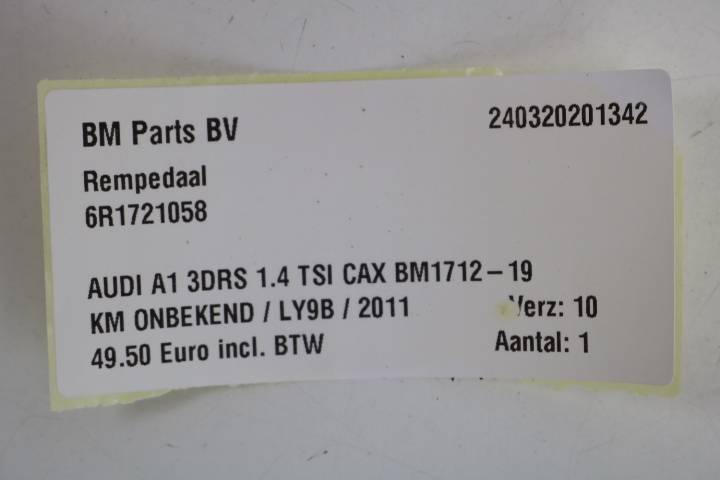 BM Parts BV
240320201342
Rempedaal
6R1721058
AUDI A1 3DRS 1.4 TSI CAX BM1712-19
KM ONBEKEND / LY9B / 2011
Verz: 10
49.50 Euro incl. BTW
Aantal: 1